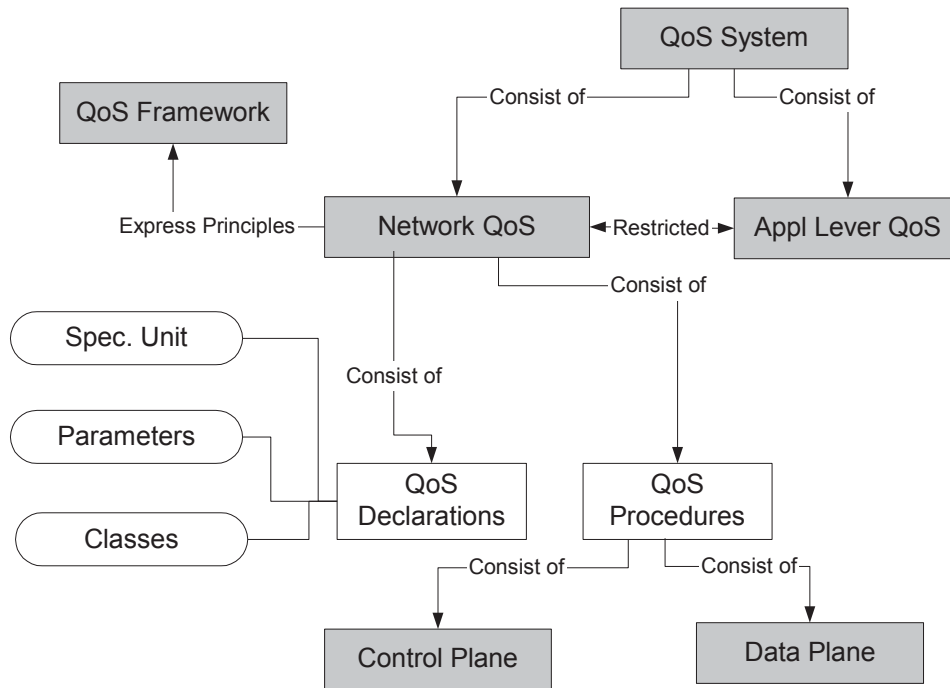 QoS System
Consist of
Consist of
QoS Framework
Express Principles
Network QoS
Restricted
Appl Lever QoS
Consist of
Spec. Unit
Consist of
Parameters
QoS
Declarations
QoS
Procedures
Classes
Consist of
Consist of
Control Plane
Data Plane